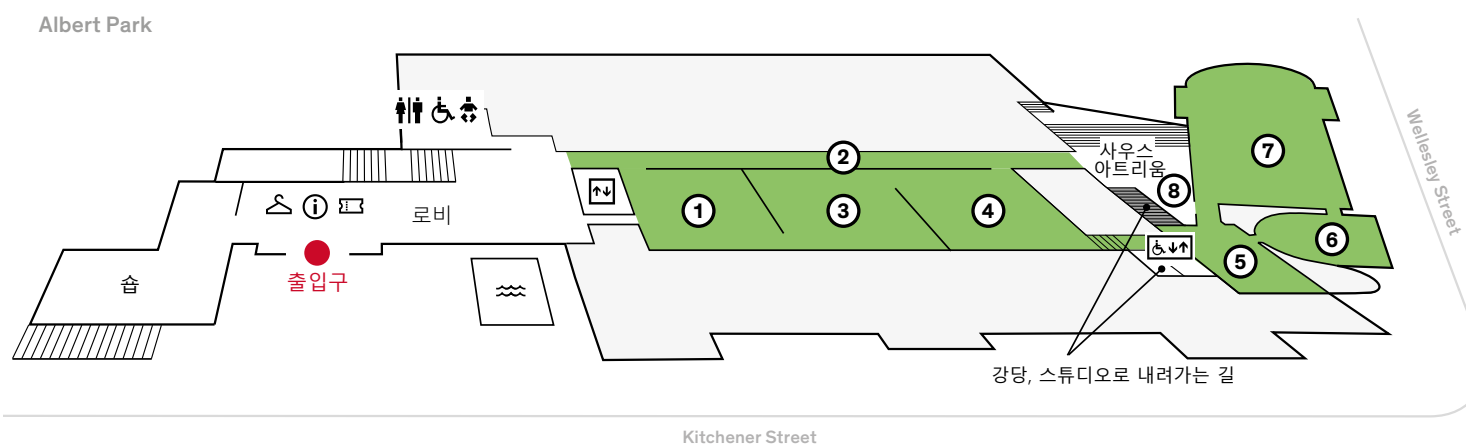 Albert Park
Wellesley Street
사우스
아트리움
2
7
8
1
3
4
로비
6
5
출입구
숍
강당, 스튜디오로 내려가는 길
Kitchener Street